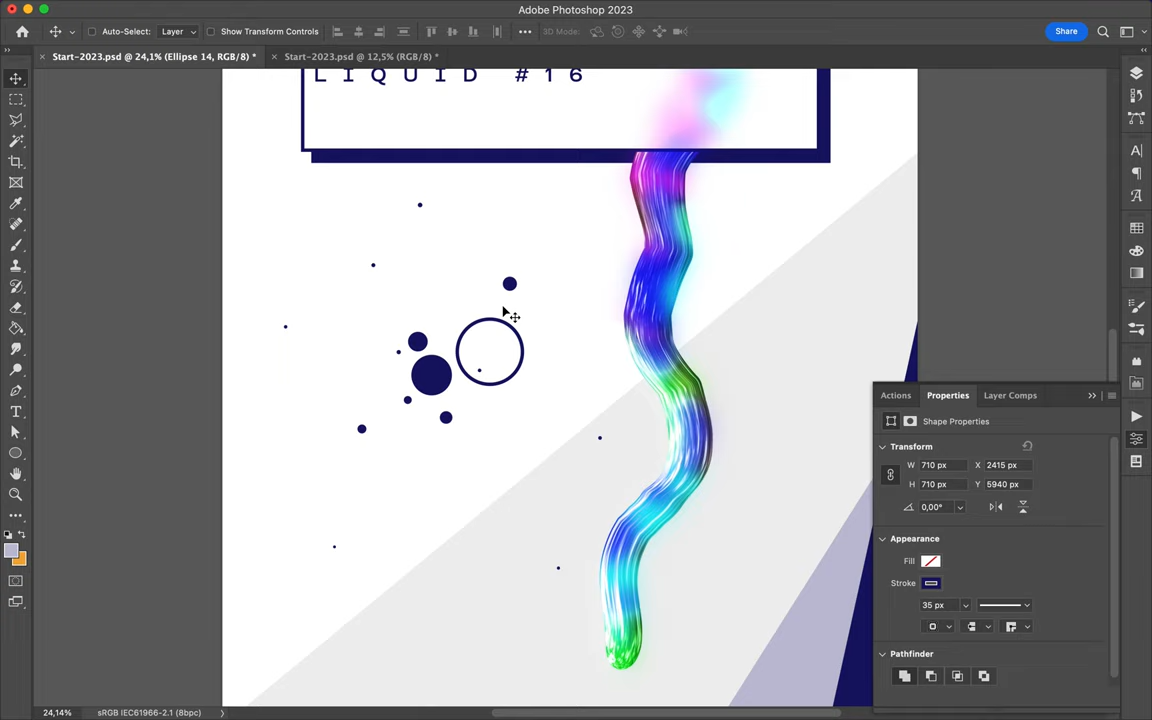 Adobe Photoshop 2023
Auto-Select:
Layer
Show Transform Controls
3D Mode:
Share
Start-2023.psd @ 24,1% (Ellipse 14, RGB/8) *
Start-2023.psd @ 12,5% (RGB/8) *
LIQUID #16
Actions
Properties
Layer Comps
Shape Properties
Transform
W 710 px X 2415 px
H 710 px Y 5940 px
0,00°
Appearance
Fill
Stroke
35 px
Pathfinder
24,14%
sRGB IEC61966-2.1 (8bpc)